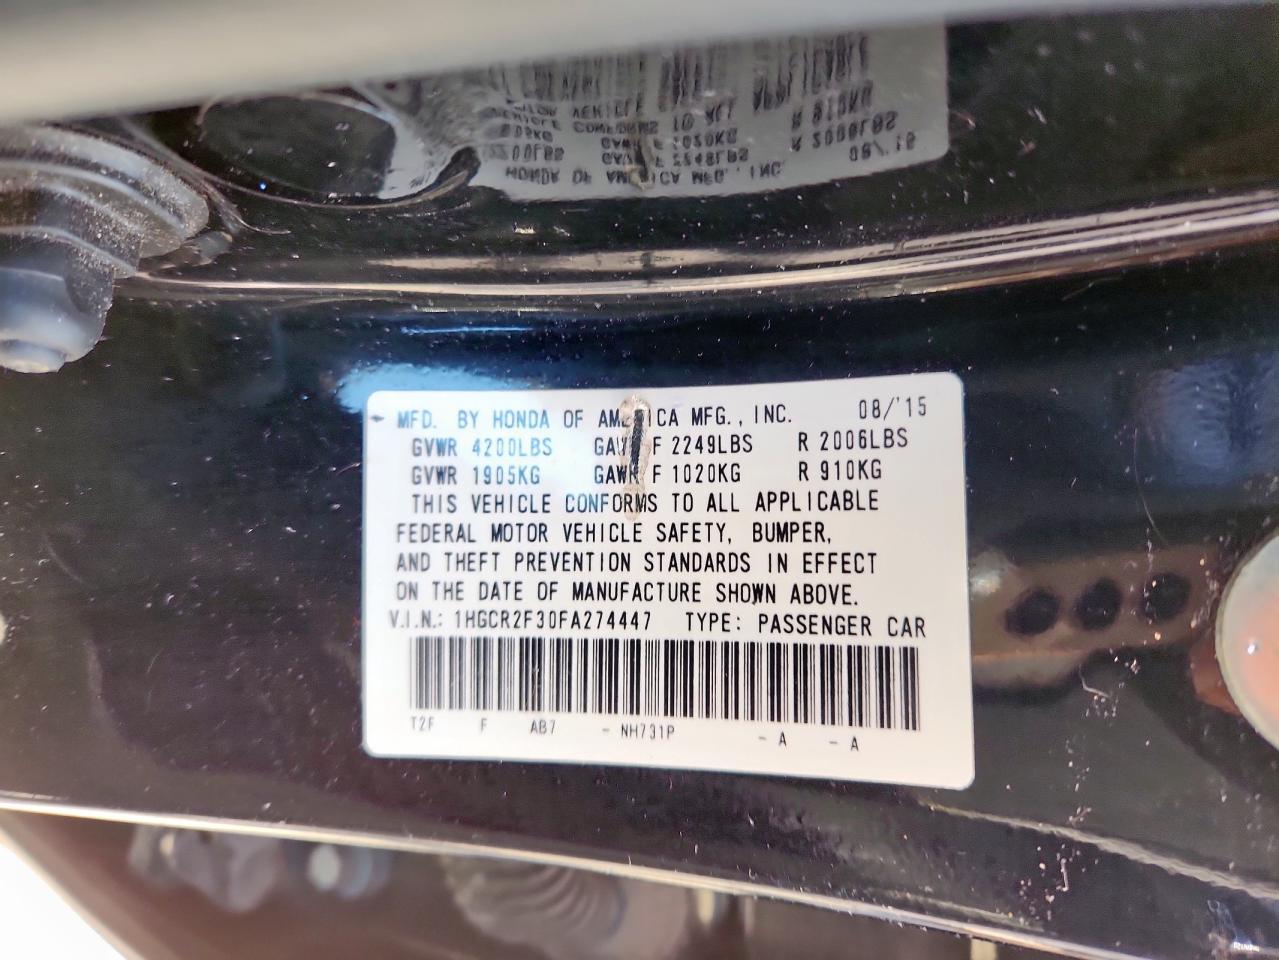 MFD. BY HONDA OF AMERICA MFG., INC. 08/'15
GVWR 4200LBS GAWR F 2249LBS R 2006LBS
GVWR 1905KG GAWR F 1020KG R 910KG
THIS VEHICLE CONFORMS TO ALL APPLICABLE
FEDERAL MOTOR VEHICLE SAFETY, BUMPER,
AND THEFT PREVENTION STANDARDS IN EFFECT
ON THE DATE OF MANUFACTURE SHOWN ABOVE.
V.I.N.: 1HGCR2F30FA274447 TYPE: PASSENGER CAR
T2F F AB7 - NH731P - A - A